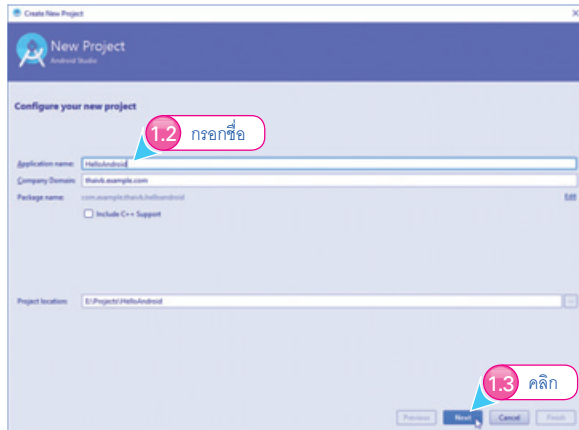 Create New Project
New Project
Android Studio
Configure your new project
1.2 กรอกชื่อ
Application name: HelloAndroid
Company Domain: thaivb.example.com
Package name: com.example.thaivb.helloandroid Edit
Include C++ Support
Project location: E:\Projects\HelloAndroid ...
1.3 คลิก
Previous Next Cancel Finish